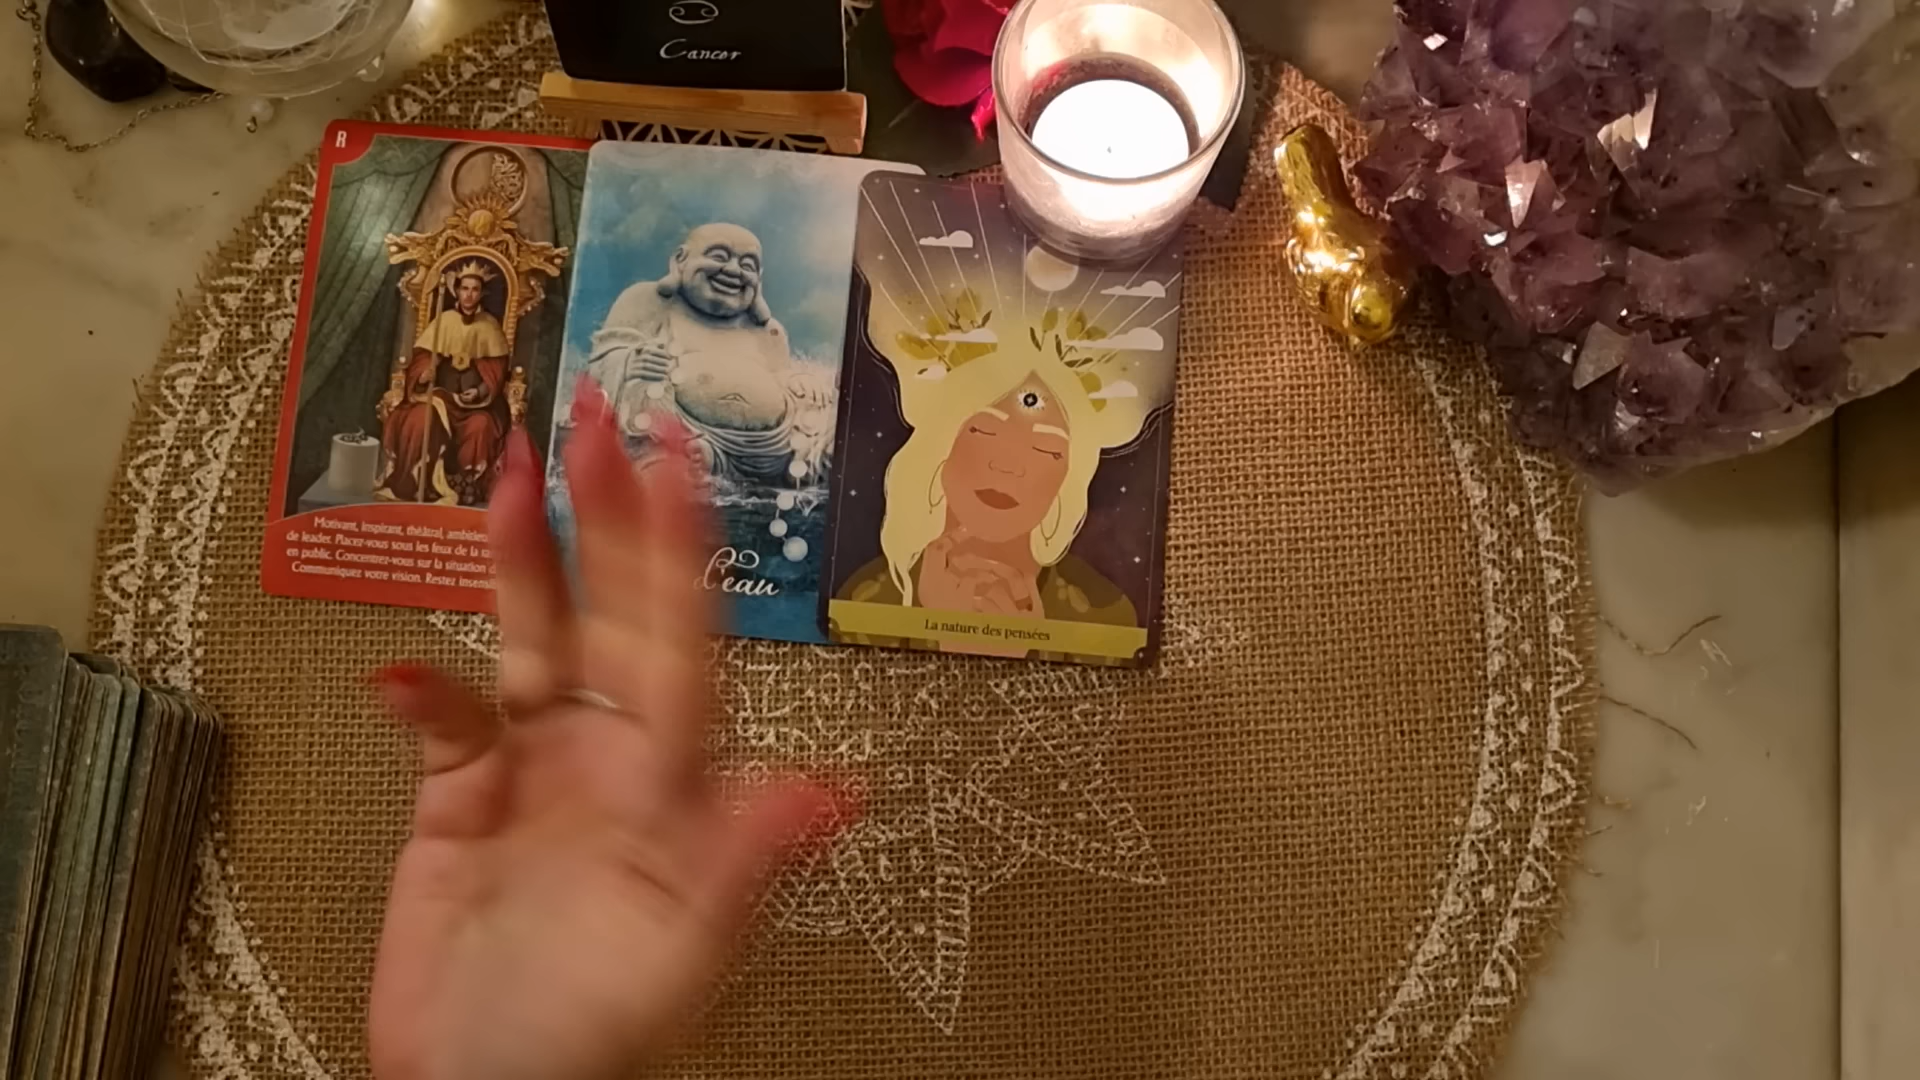 Cancer
R
Motivant, inspirant, théâtral, ambitieu
de leader. Placez-vous sous les feux de la
en public. Concentrez-vous sur la situation
Communiquez votre vision. Restez insensi
d'eau
La nature des pensées